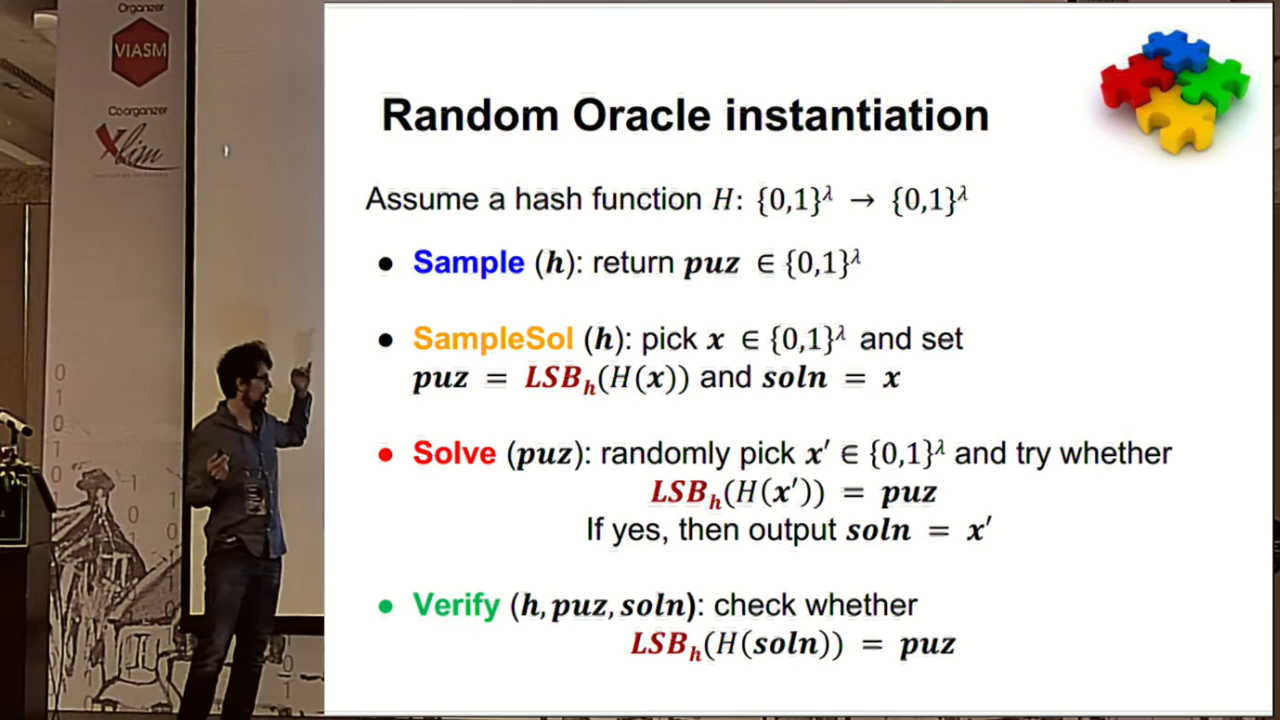 Organizer
VIASM
Coorganizer
Xlim
Random Oracle instantiation
Assume a hash function H: {0,1}^λ → {0,1}^λ
● Sample (h): return puz ∈ {0,1}^λ
● SampleSol (h): pick x ∈ {0,1}^λ and set
puz = LSB_h(H(x)) and soln = x
● Solve (puz): randomly pick x′ ∈ {0,1}^λ and try whether
LSB_h(H(x′)) = puz
If yes, then output soln = x′
● Verify (h, puz, soln): check whether
LSB_h(H(soln)) = puz